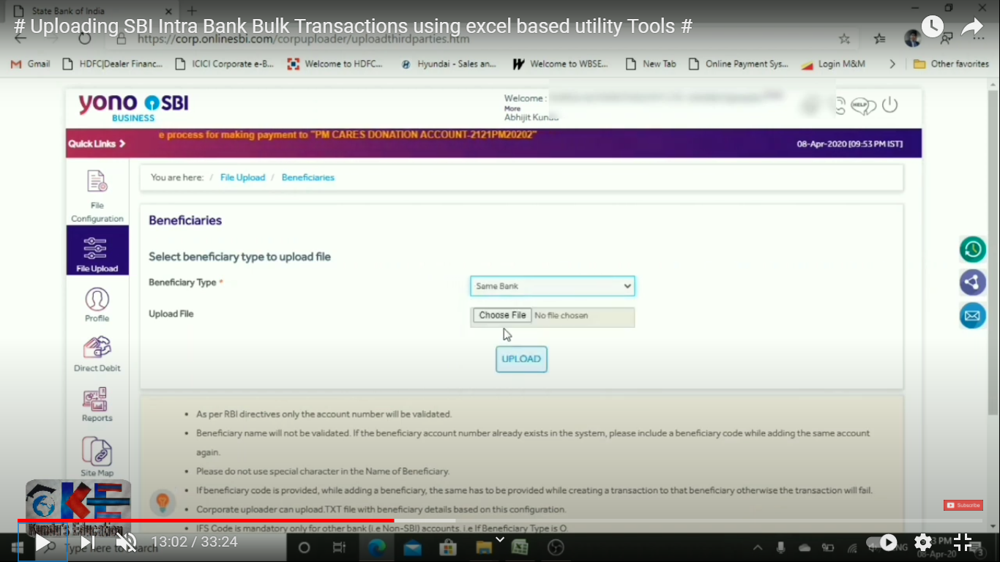 State Bank of India
# Uploading SBI Intra Bank Bulk Transactions using excel based utility Tools #
https://corp.onlinesbi.com/corpuploader/uploadthirdparties.htm
Gmail HDFC|Dealer Financ... ICICI Corporate e-B... Welcome to HDFC... Hyundai - Sales an... Welcome to WBSE... New Tab Online Payment Sys... Login M&M Other favorites
yono SBI
BUSINESS
Welcome :
More
Abhijit
HELP
Quick Links
e process for making payment to "PM CARES DONATION ACCOUNT-2121PM20202"
08-Apr-2020 [09:53 PM IST]
You are here: / File Upload / Beneficiaries
File
Configuration
File Upload
Profile
Direct Debit
Reports
Site Map
Beneficiaries
Select beneficiary type to upload file
Beneficiary Type *
Same Bank
Upload File
Choose File No file chosen
UPLOAD
• As per RBI directives only the account number will be validated.
• Beneficiary name will not be validated. If the beneficiary account number already exists in the system, please include a beneficiary code while adding the same account
again.
• Please do not use special character in the Name of Beneficiary.
• If beneficiary code is provided, while adding a beneficiary, the same has to be provided while creating a transaction to that beneficiary otherwise the transaction will fail.
• Corporate uploader can upload.TXT file with beneficiary details based on this configuration.
• IFS Code is mandatory only for other bank (i.e Non-SBI) accounts. i.e If Beneficiary Type is O.
KE
Kundu's Education
Subscribe
13:02 / 33:24
Type here to search
PM
08-Apr-20
3